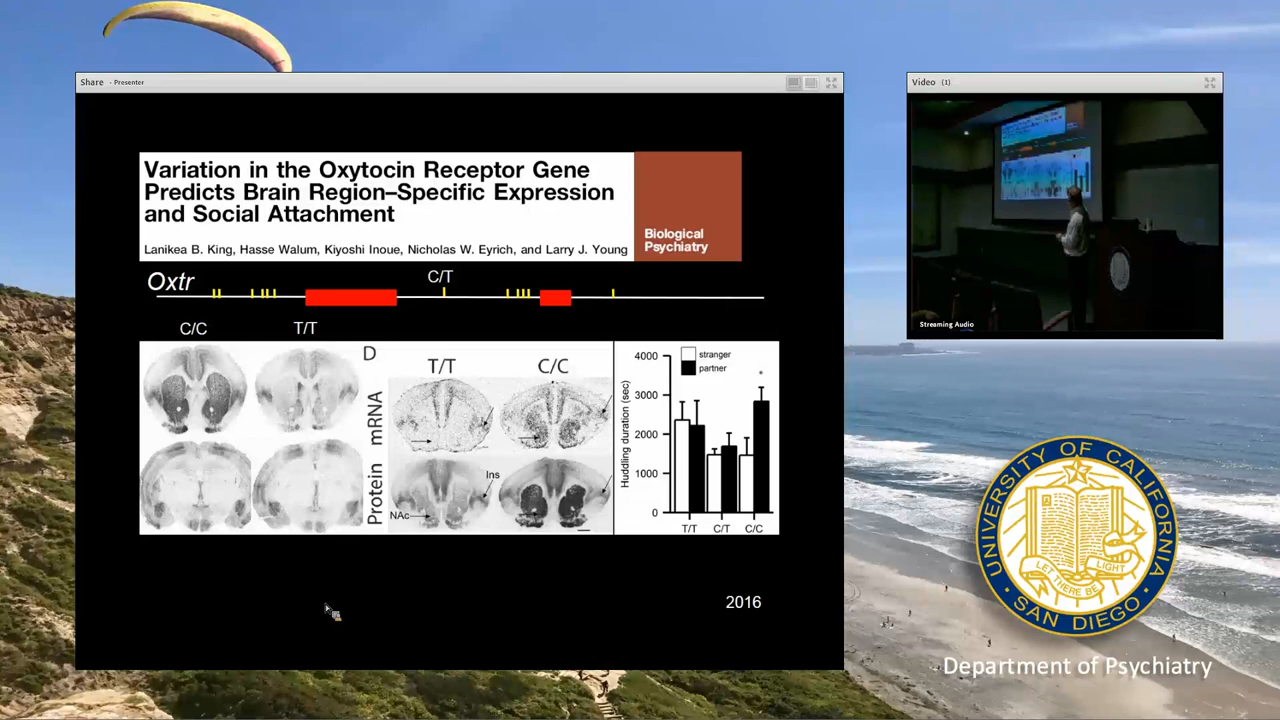 Share - Presenter
Video (1)
Variation in the Oxytocin Receptor Gene
Predicts Brain Region–Specific Expression
and Social Attachment
Lanikea B. King, Hasse Walum, Kiyoshi Inoue, Nicholas W. Eyrich, and Larry J. Young
Biological
Psychiatry
Oxtr
C/T
C/C T/T
D
T/T C/C
mRNA
Protein
Ins
NAc
Huddling duration (sec)
4000
3000
2000
1000
0
stranger
partner
*
T/T C/T C/C
2016
Streaming Audio
UNIVERSITY OF CALIFORNIA
SAN DIEGO
LET THERE BE LIGHT
A
Department of Psychiatry